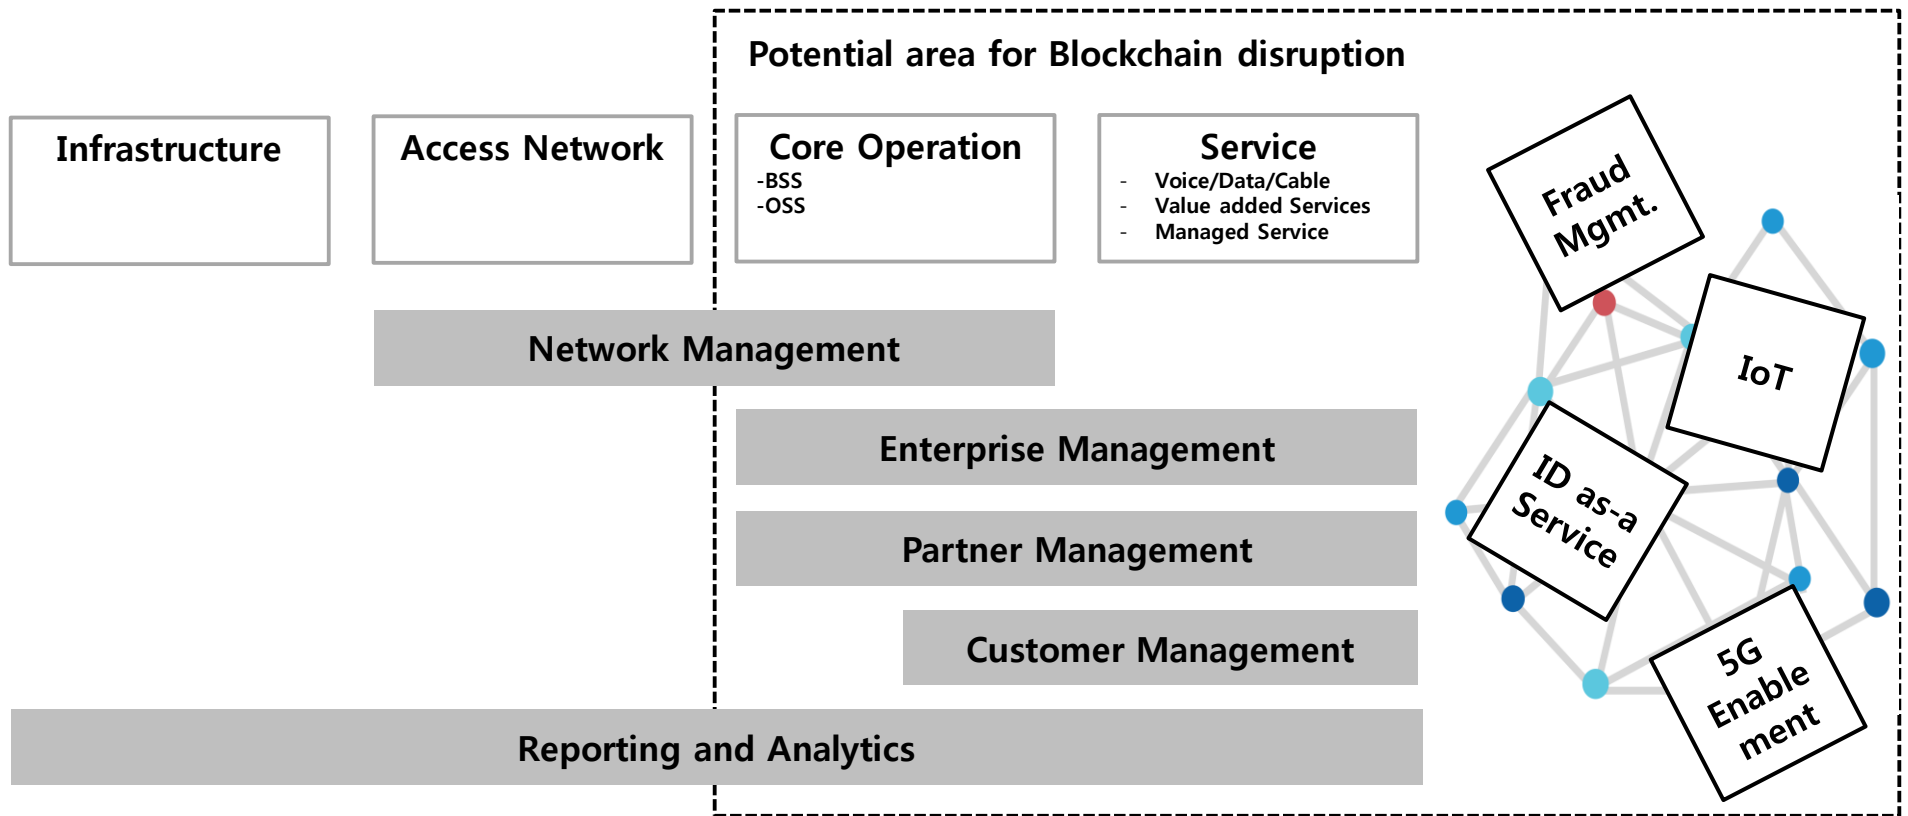 Potential area for Blockchain disruption
Infrastructure
Access Network
Core Operation
-BSS
-OSS
Service
- Voice/Data/Cable
- Value added Services
- Managed Service
Fraud
Mgmt.
IoT
ID as-a
Service
5G
Enable
ment
Network Management
Enterprise Management
Partner Management
Customer Management
Reporting and Analytics